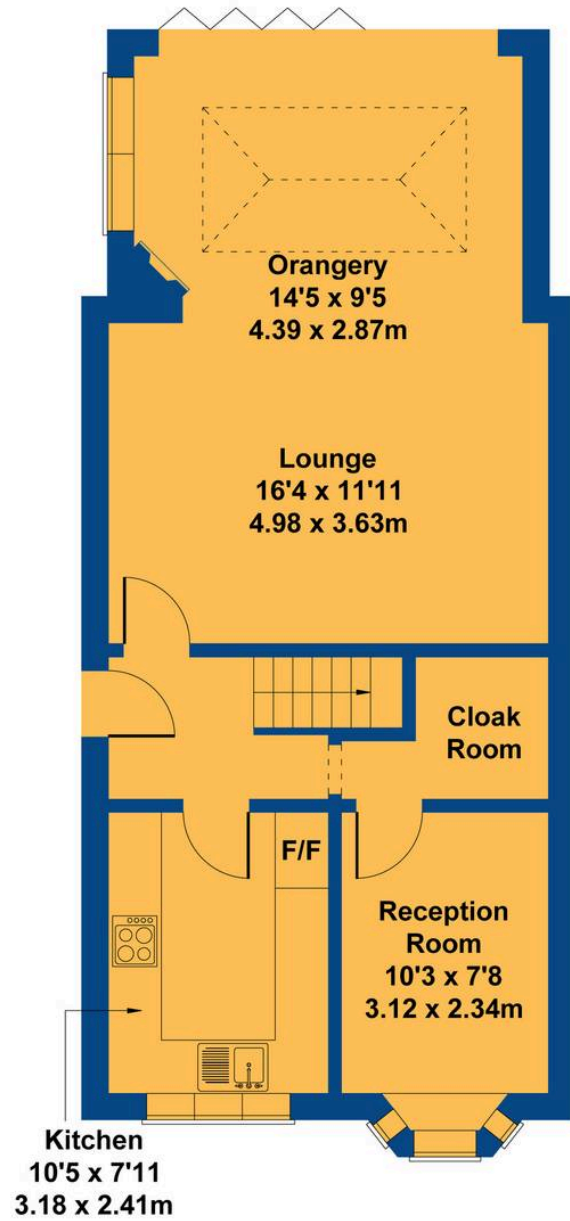 Orangery
14'5 x 9'5
4.39 x 2.87m
Lounge
16'4 x 11'11
4.98 x 3.63m
Cloak
Room
F/F
Reception
Room
10'3 x 7'8
3.12 x 2.34m
Kitchen
10'5 x 7'11
3.18 x 2.41m